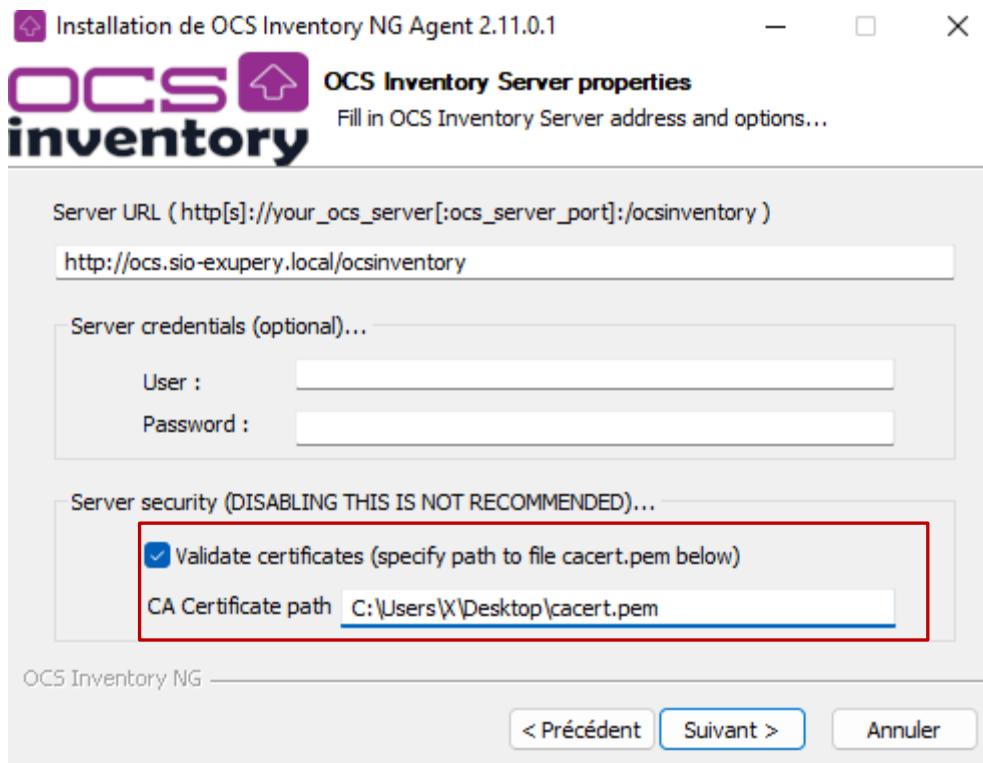 Installation de OCS Inventory NG Agent 2.11.0.1
OCS
inventory
OCS Inventory Server properties
Fill in OCS Inventory Server address and options...
Server URL ( http[s]://your_ocs_server[:ocs_server_port]:/ocsinventory )
http://ocs.sio-exupery.local/ocsinventory
Server credentials (optional)...
User :
Password :
Server security (DISABLING THIS IS NOT RECOMMENDED)...
Validate certificates (specify path to file cacert.pem below)
CA Certificate path C:\Users\X\Desktop\cacert.pem
OCS Inventory NG
< Précédent Suivant > Annuler